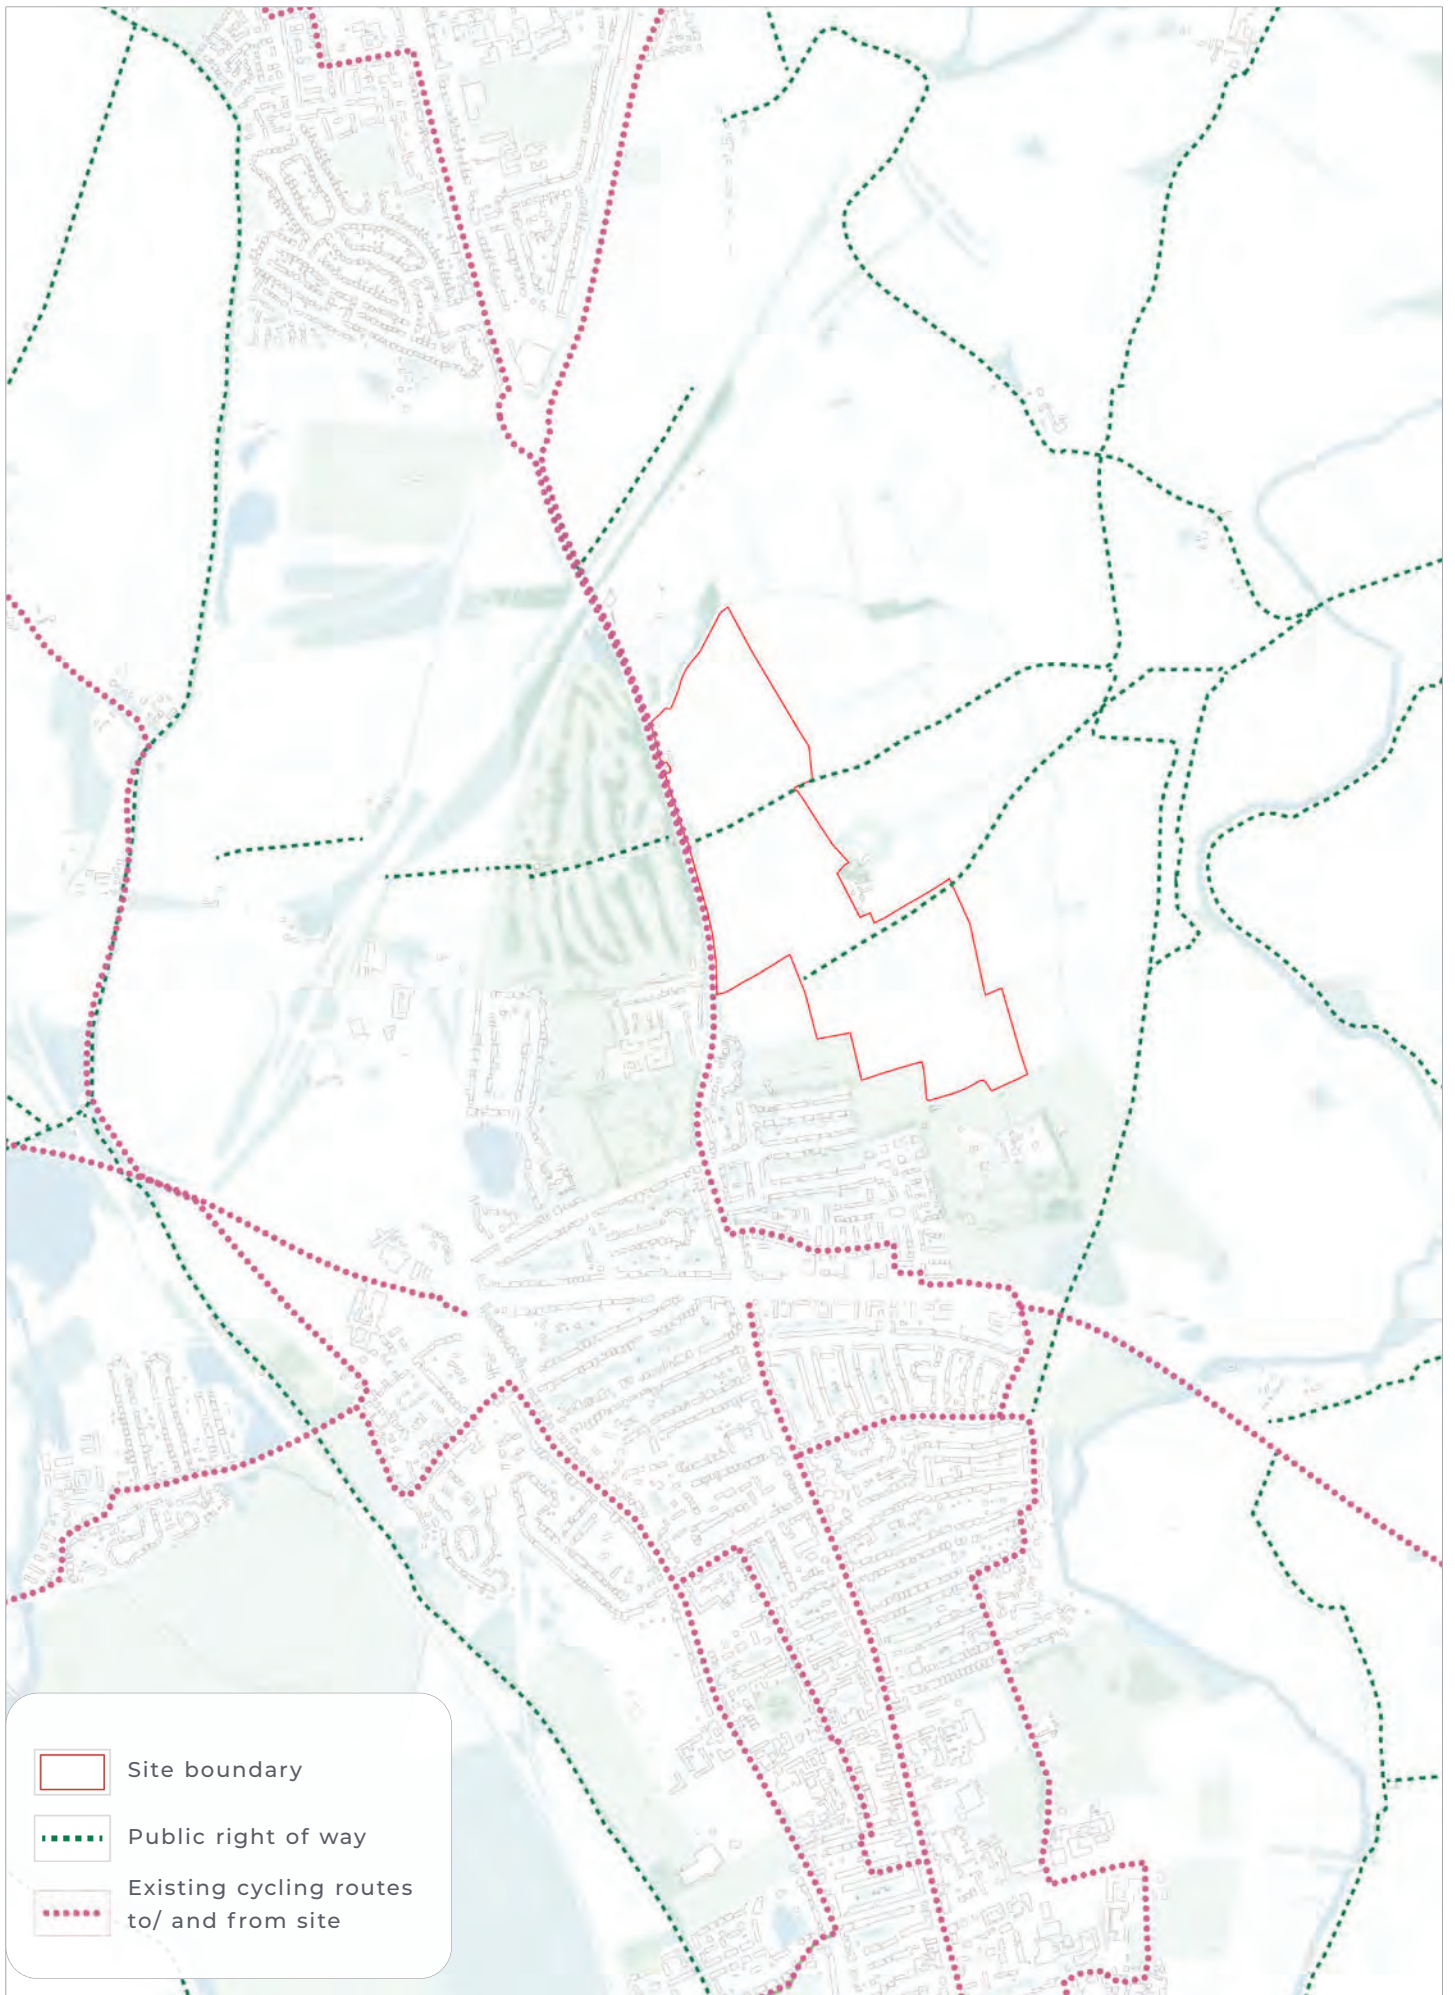 Site boundary
Public right of way
Existing cycling routes
to/ and from site